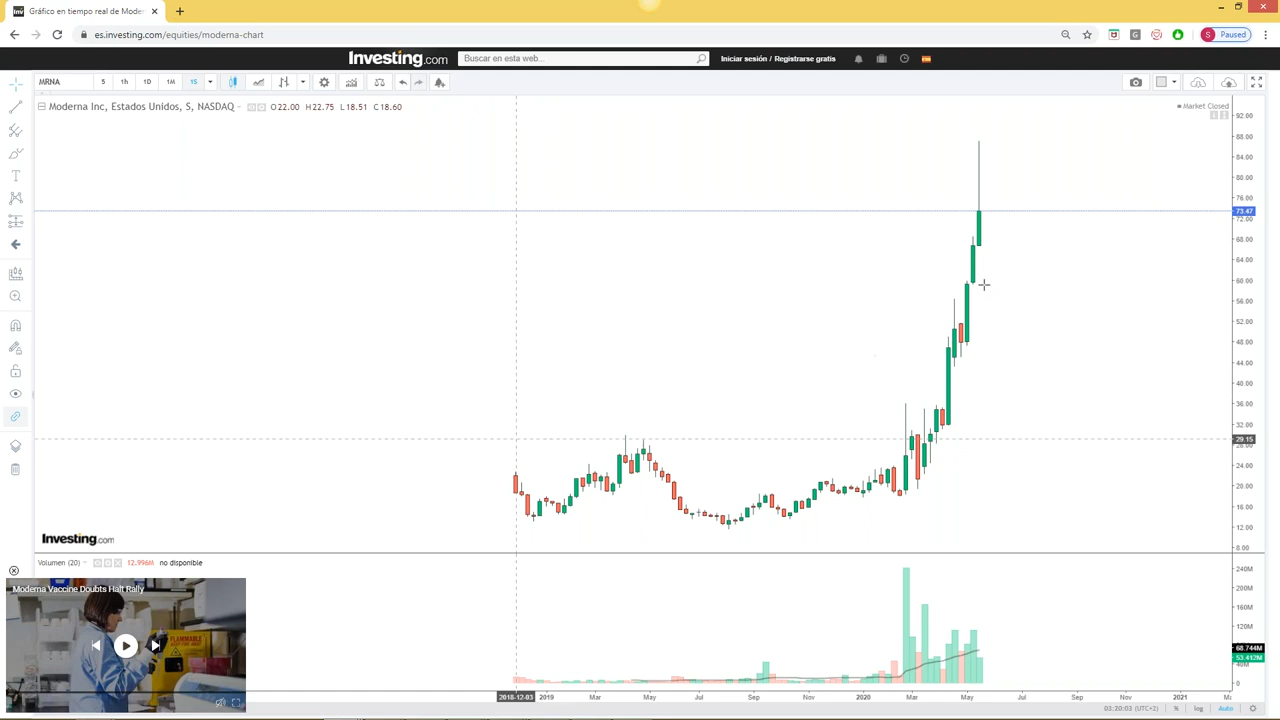 Gráfico en tiempo real de Moder
es.investing.com/equities/moderna-chart
S Paused
Investing.com
Buscar en esta web...
Iniciar sesión / Registrarse gratis
MRNA 5 1h 1D 1M 1S
Moderna Inc, Estados Unidos, S, NASDAQ O22.00 H22.75 L18.51 C18.60
Market Closed
92.00
88.00
84.00
80.00
76.00
73.47
72.00
68.00
64.00
60.00
56.00
52.00
48.00
44.00
40.00
36.00
32.00
29.15
28.00
24.00
20.00
16.00
12.00
8.00
Investing.com
Volumen (20) 12.996M no disponible
240M
200M
160M
120M
68.744M
53.412M
40M
0
Moderna Vaccine Doubts Halt Rally
FLAMMABLE
2018-12-03 2019 Mar May Jul Sep Nov 2020 Mar May Jul Sep Nov 2021
03:20:03 (UTC+2) % log Auto